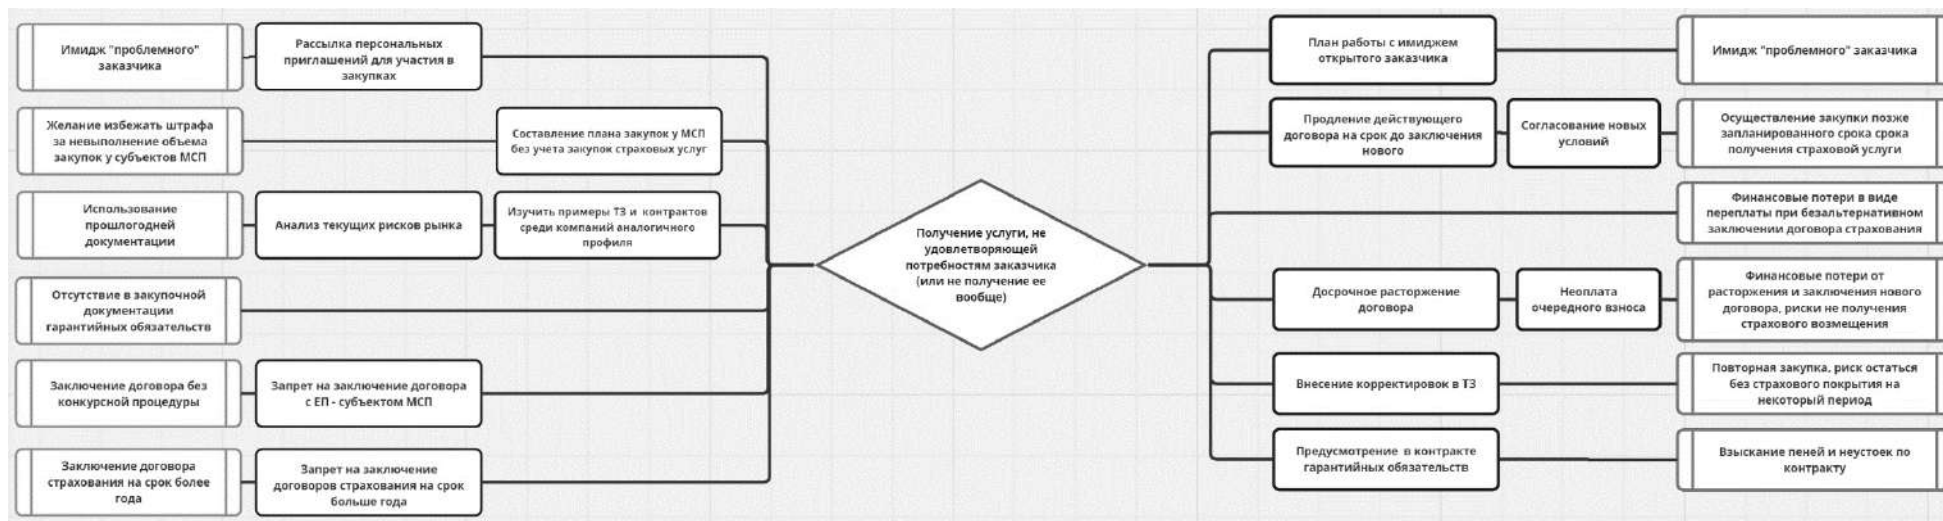 Имидж "проблемного"
заказчика
Рассылка персональных
приглашений для участия в
закупках
Желание избежать штрафа
за невыполнение объема
закупок у субъектов МСП
Составление плана закупок у МСП
без учета закупок страховых услуг
Использование
прошлогодней
документации
Анализ текущих рисков рынка
Изучить примеры ТЗ и контрактов
среди компаний аналогичного
профиля
Отсутствие в закупочной
документации
гарантийных обязательств
Заключение договора без
конкурсной процедуры
Запрет на заключение договора
с ЕП - субъектом МСП
Заключение договора
страхования на срок более
года
Запрет на заключение
договоров страхования на срок
больше года
Получение услуги, не
удовлетворяющей
потребностям заказчика
(или не получение ее
вообще)
План работы с имиджем
открытого заказчика
Имидж "проблемного" заказчика
Продление действующего
договора на срок до заключения
нового
Согласование новых
условий
Осуществление закупки позже
запланированного срока срока
получения страховой услуги
Финансовые потери в виде
переплаты при безальтернативном
заключении договора страхования
Досрочное расторжение
договора
Неоплата
очередного взноса
Финансовые потери от
расторжения и заключения нового
договора, риски не получения
страхового возмещения
Внесение корректировок в ТЗ
Повторная закупка, риск остаться
без страхового покрытия на
некоторый период
Предусмотрение в контракте
гарантийных обязательств
Взыскание пеней и неустоек по
контракту